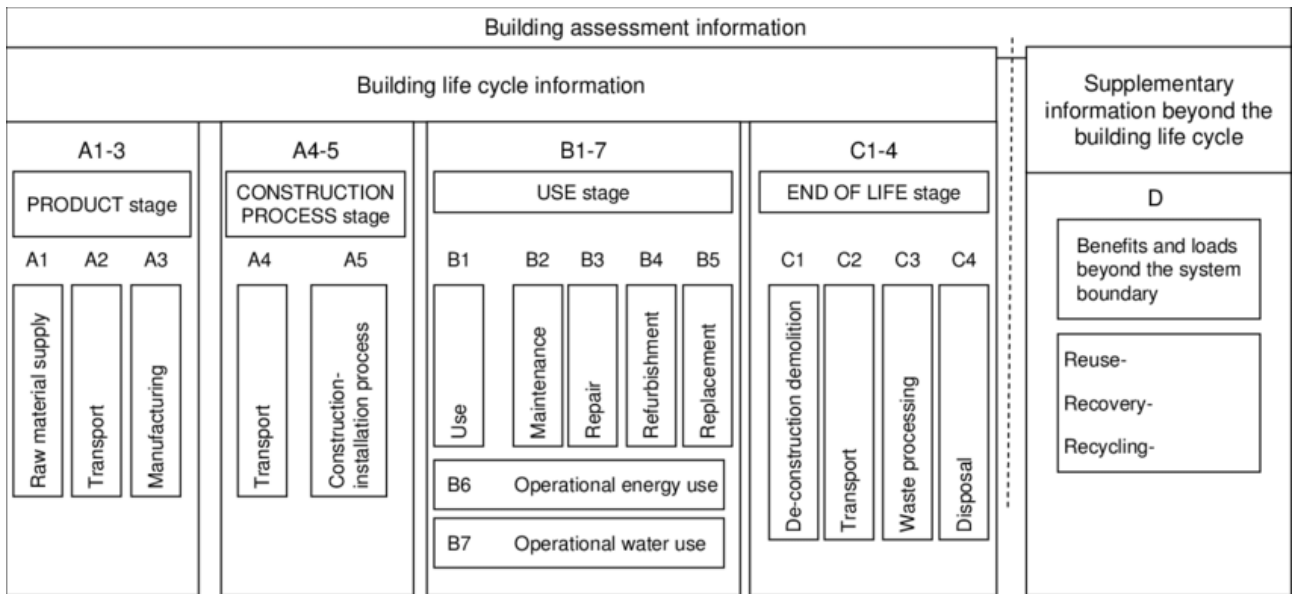 Building assessment information
Building life cycle information
Supplementary
information beyond the
building life cycle
A1-3
PRODUCT stage
A1
A2
A3
Raw material supply
Transport
Manufacturing
A4-5
CONSTRUCTION
PROCESS stage
A4
A5
Transport
Construction-
installation process
B1-7
USE stage
B1
B2
B3
B4
B5
Use
Maintenance
Repair
Refurbishment
Replacement
B6 Operational energy use
B7 Operational water use
C1-4
END OF LIFE stage
C1
C2
C3
C4
De-construction demolition
Transport
Waste processing
Disposal
D
Benefits and loads
beyond the system
boundary
Reuse-
Recovery-
Recycling-